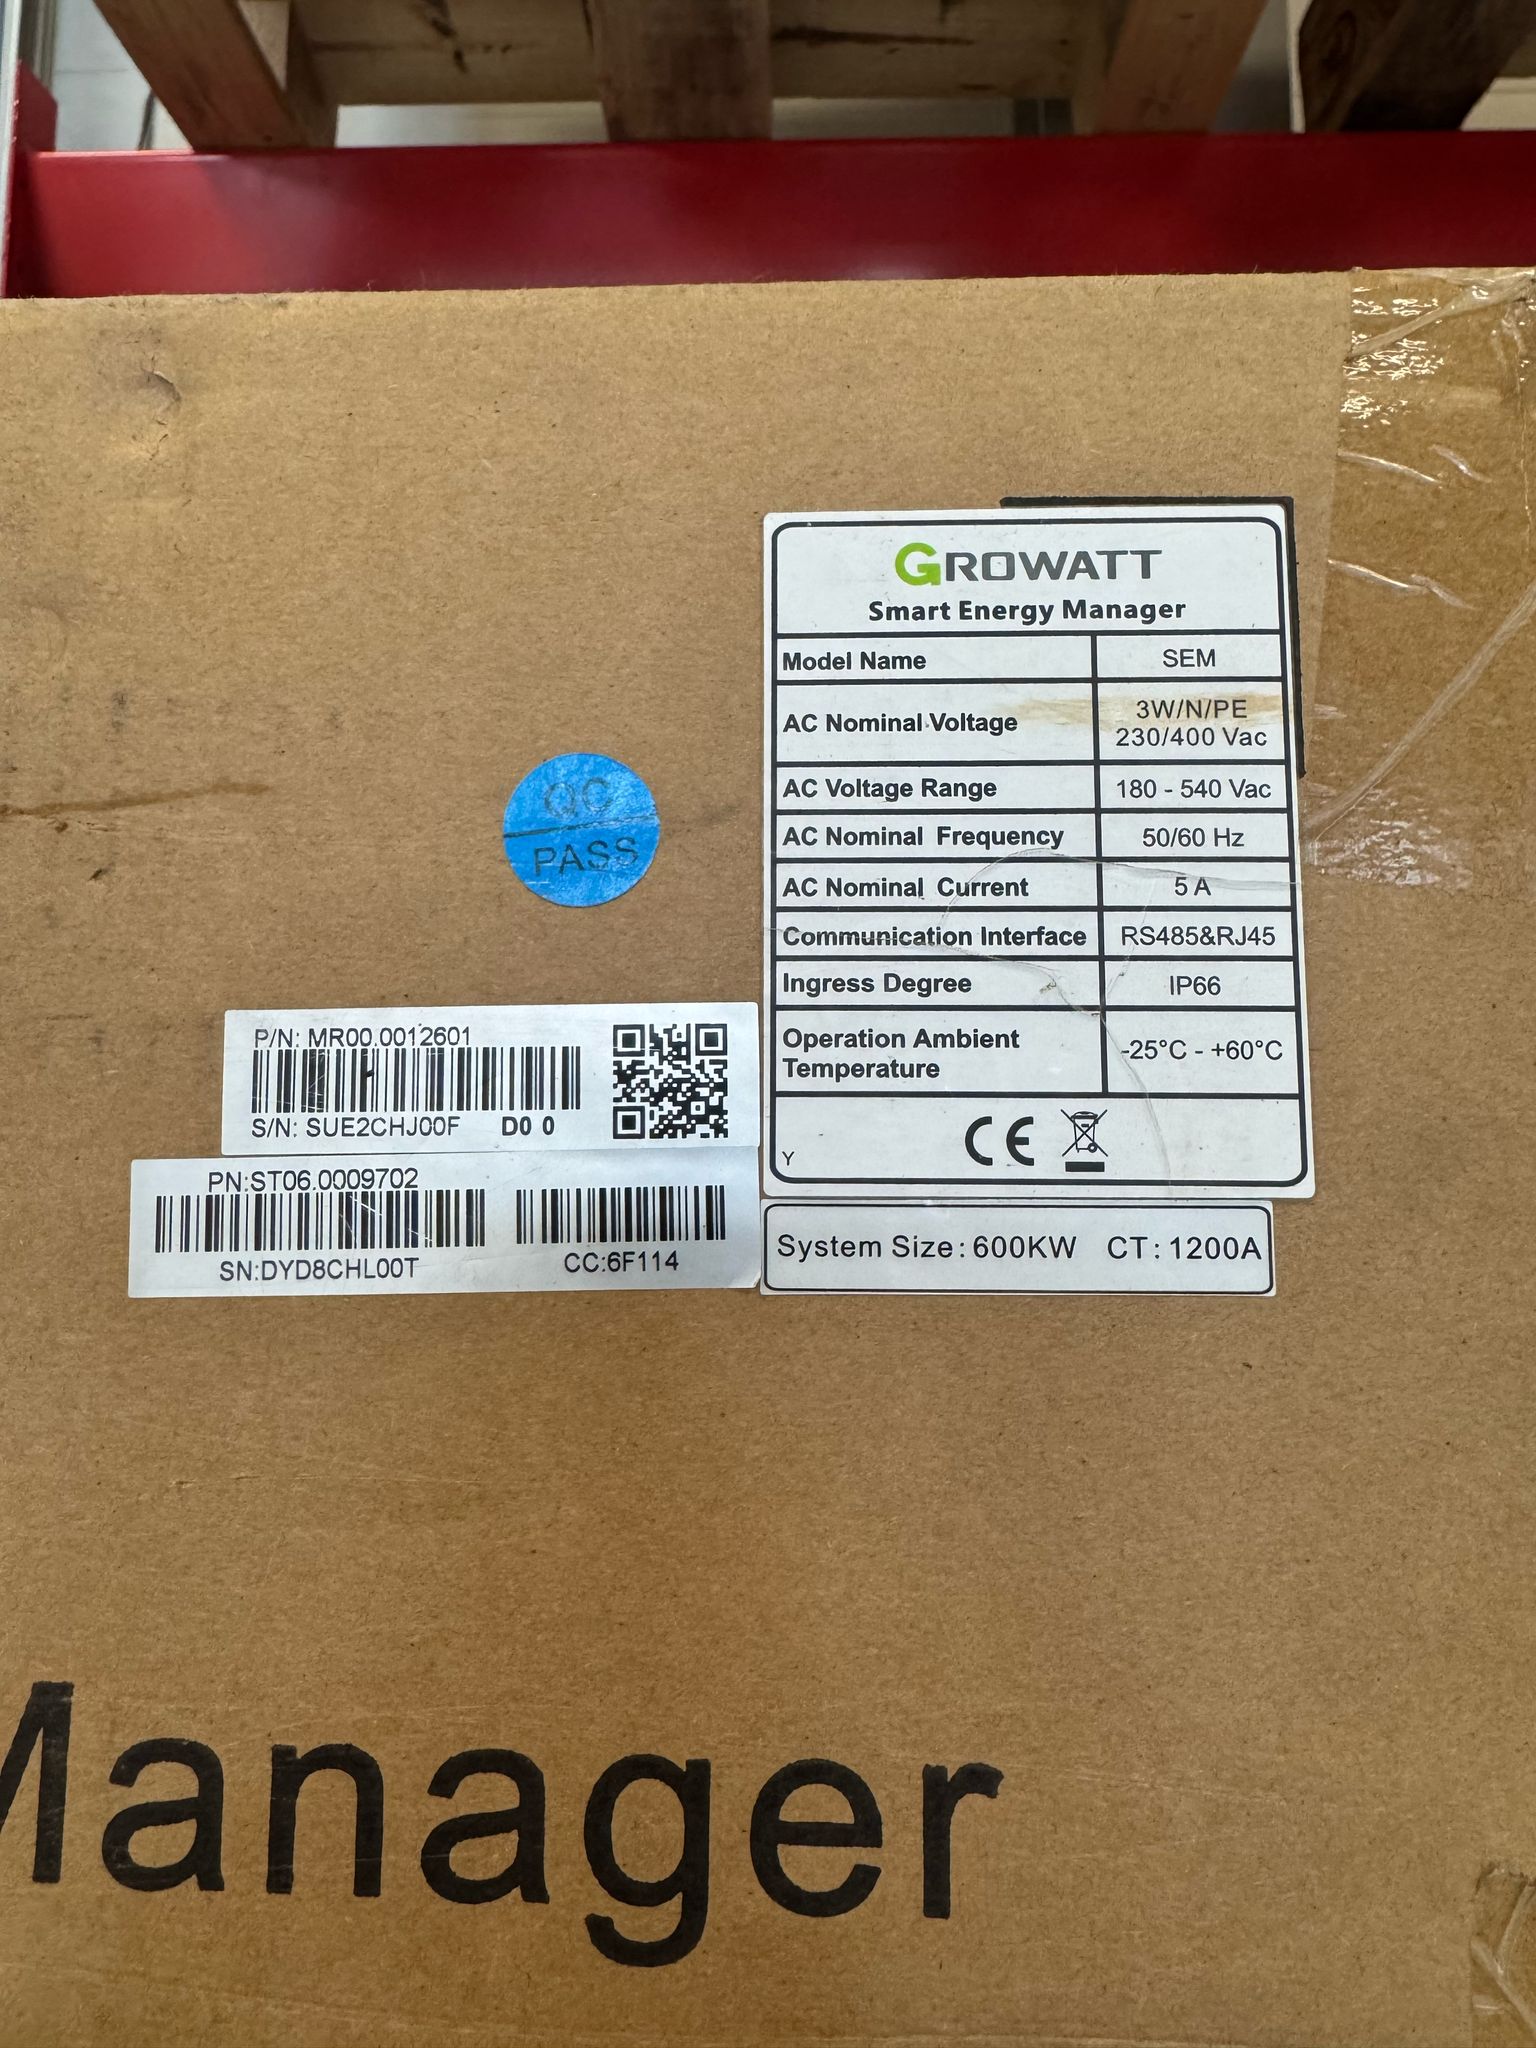 GROWATT
Smart Energy Manager
Model Name SEM
AC Nominal Voltage 3W/N/PE 230/400 Vac
AC Voltage Range 180 - 540 Vac
AC Nominal Frequency 50/60 Hz
AC Nominal Current 5 A
Communication Interface RS485&RJ45
Ingress Degree IP66
Operation Ambient Temperature -25°C - +60°C
CE
Y
QC
PASS
P/N: MR00.0012601
S/N: SUE2CHJ00F D0 0
PN:ST06.0009702
SN:DYD8CHL00T CC:6F114
System Size: 600KW CT: 1200A
Manager